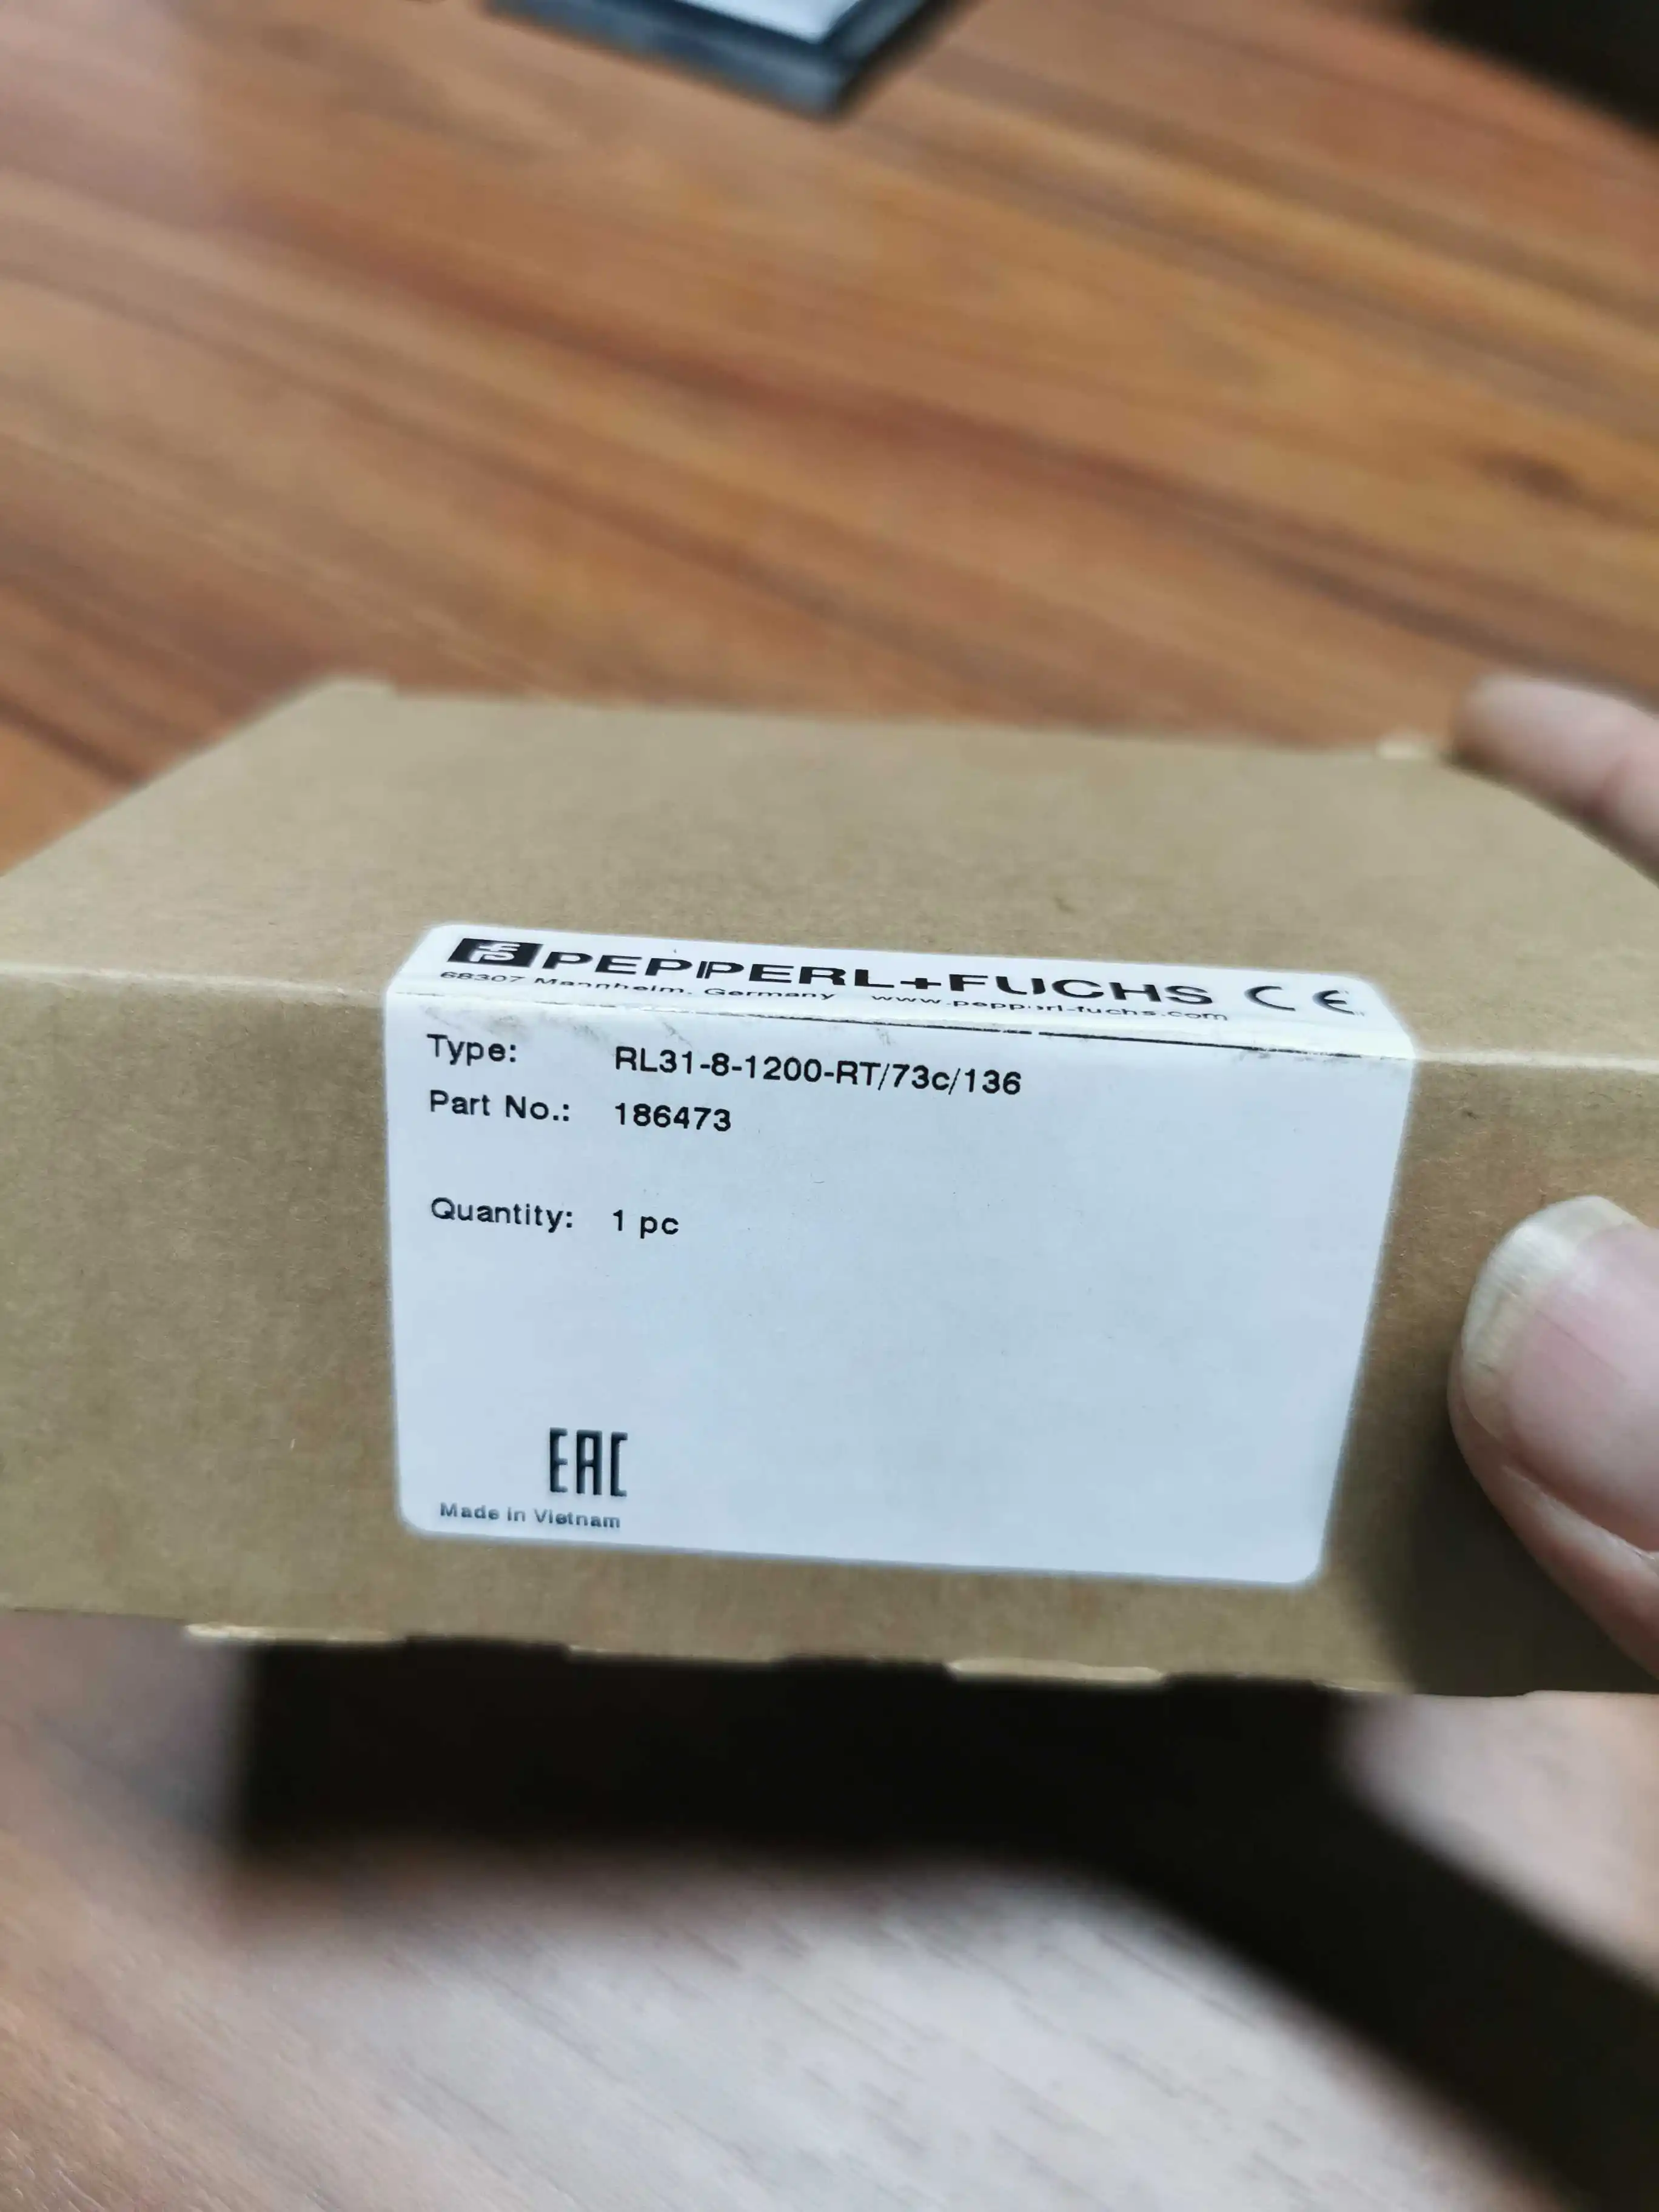 PEPPERL+FUCHS CE
68307 Mannheim. Germany www.pepperl-fuchs.com
Type: RL31-8-1200-RT/73c/136
Part No.: 186473
Quantity: 1 pc
EAC
Made in Vietnam